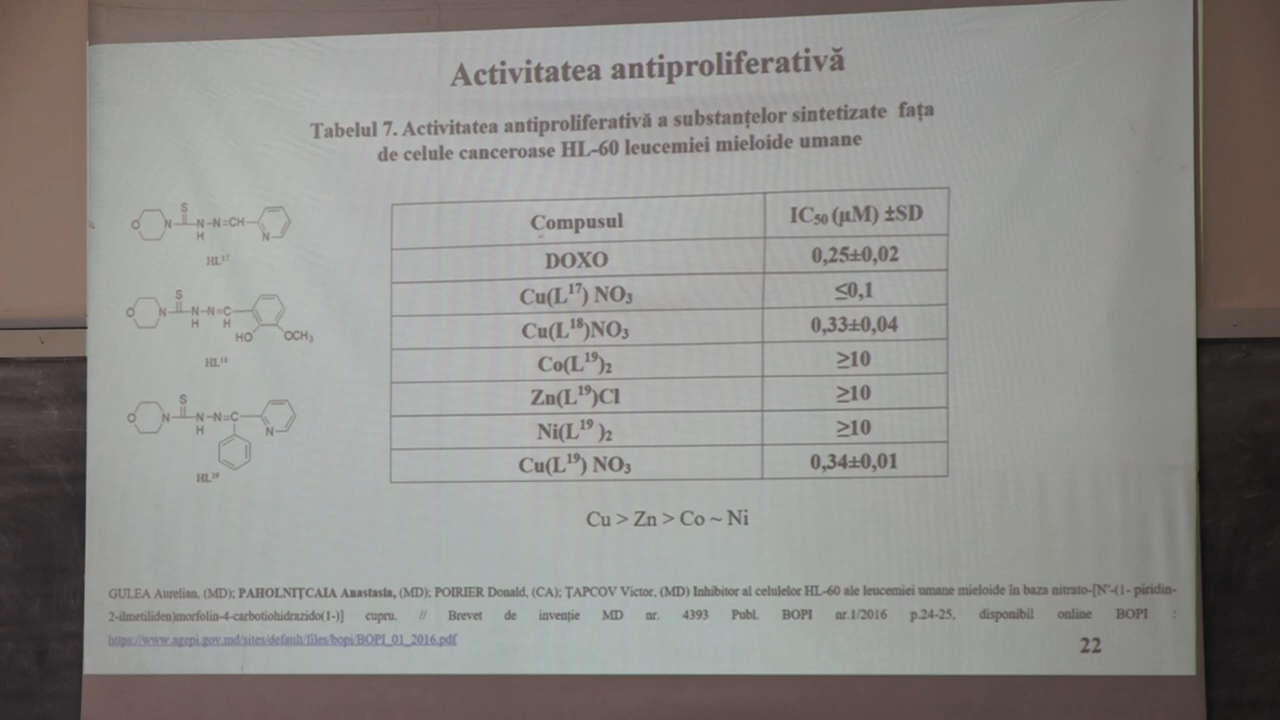 Activitatea antiproliferativă
Tabelul 7. Activitatea antiproliferativă a substanțelor sintetizate fața
de celule canceroase HL-60 leucemiei mieloide umane
Compusul IC50 (µM) ±SD
DOXO 0,25±0,02
Cu(L17) NO3 ≤0,1
Cu(L18)NO3 0,33±0,04
Co(L19)2 ≥10
Zn(L19)Cl ≥10
Ni(L19 )2 ≥10
Cu(L19) NO3 0,34±0,01
O N S N N=CH
H N
HL17
O N S N N=C
H H
HO OCH3
HL18
O N S N N=C
H N
HL19
Cu > Zn > Co ~ Ni
GULEA Aurelian, (MD); PAHOLNIȚCAIA Anastasia, (MD); POIRIER Donald, (CA); ȚAPCOV Victor, (MD) Inhibitor al celulelor HL-60 ale leucemiei umane mieloide în baza nitrato-[N'-(1- piridin-
2-ilmetiliden)morfolin-4-carbotiohidrazido(1-)] cupru. // Brevet de invenție MD nr. 4393 Publ. BOPI nr.1/2016 p.24-25, disponibil online BOPI :
https://www.agepi.gov.md/sites/default/files/bopi/BOPI_01_2016.pdf
22